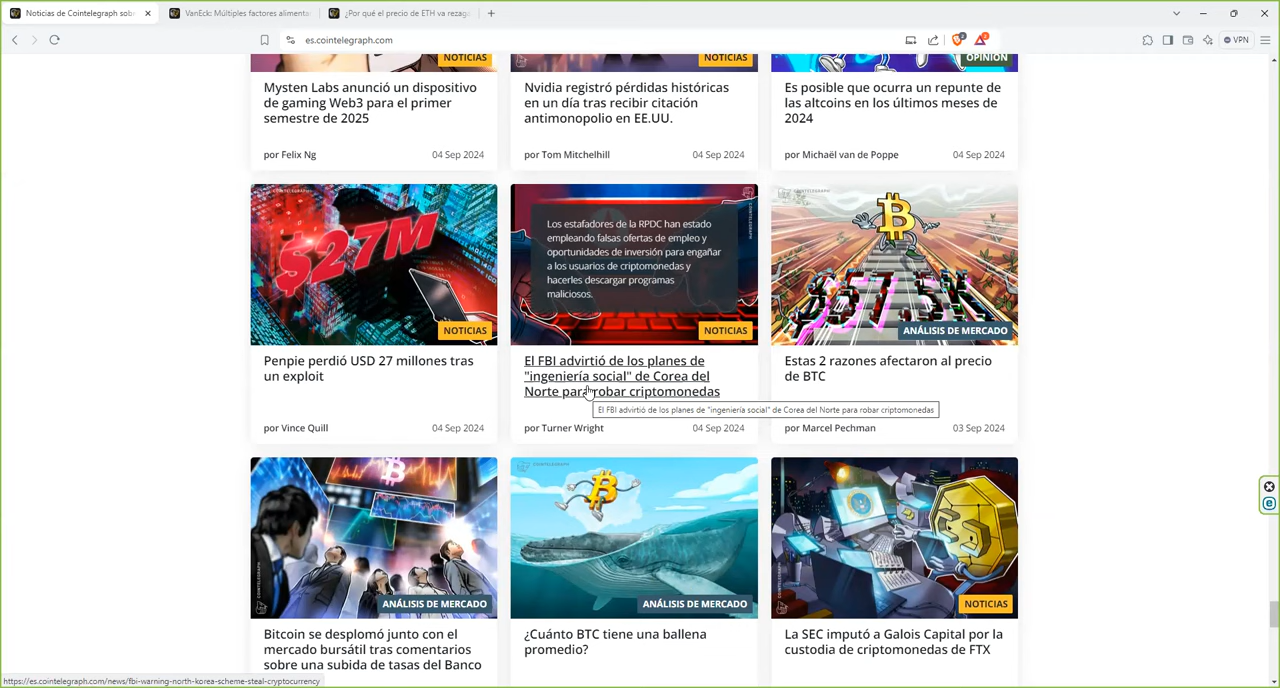 Noticias de Cointelegraph sob
VanEck: Múltiples factores alimenta
¿Por qué el precio de ETH va rezag
es.cointelegraph.com
VPN
NOTICIAS
NOTICIAS
OPINIÓN
Mysten Labs anunció un dispositivo
de gaming Web3 para el primer
semestre de 2025
por Felix Ng
04 Sep 2024
Nvidia registró pérdidas históricas
en un día tras recibir citación
antimonopolio en EE.UU.
por Tom Mitchelhill
04 Sep 2024
Es posible que ocurra un repunte de
las altcoins en los últimos meses de
2024
por Michaël van de Poppe
04 Sep 2024
$27M
NOTICIAS
Penpie perdió USD 27 millones tras
un exploit
por Vince Quill
04 Sep 2024
Los estafadores de la RPDC han estado
empleando falsas ofertas de empleo y
oportunidades de inversión para engañar
a los usuarios de criptomonedas y
hacerles descargar programas
maliciosos.
NOTICIAS
El FBI advirtió de los planes de
"ingeniería social" de Corea del
Norte para robar criptomonedas
El FBI advirtió de los planes de "ingeniería social" de Corea del Norte para robar criptomonedas
por Turner Wright
04 Sep 2024
COINTELEGRAPH
$57.5K
ANÁLISIS DE MERCADO
Estas 2 razones afectaron al precio
de BTC
por Marcel Pechman
03 Sep 2024
COINTELEGRAPH
ANÁLISIS DE MERCADO
Bitcoin se desplomó junto con el
mercado bursátil tras comentarios
sobre una subida de tasas del Banco
COINTELEGRAPH
ANÁLISIS DE MERCADO
¿Cuánto BTC tiene una ballena
promedio?
NOTICIAS
La SEC imputó a Galois Capital por la
custodia de criptomonedas de FTX
https://es.cointelegraph.com/news/fbi-warning-north-korea-scheme-steal-cryptocurrency